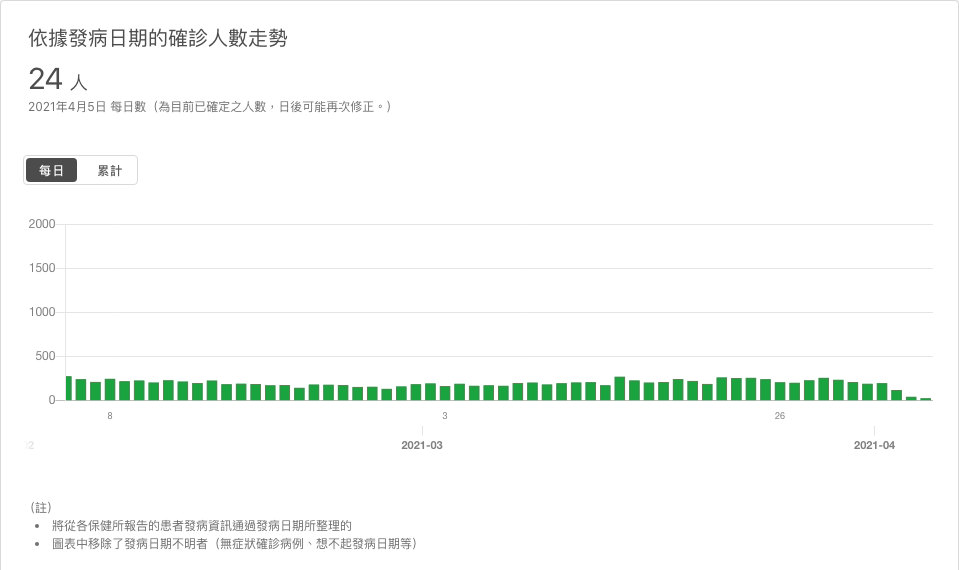 依據發病日期的確診人數走勢
24 人
2021年4月5日 每日數（為目前已確定之人數，日後可能再次修正。）
每日 累計
2000
1500
1000
500
0
8 3 26
2021-03 2021-04
（註）
• 將從各保健所報告的患者發病資訊通過發病日期所整理的
• 圖表中移除了發病日期不明者（無症狀確診病例、想不起發病日期等）